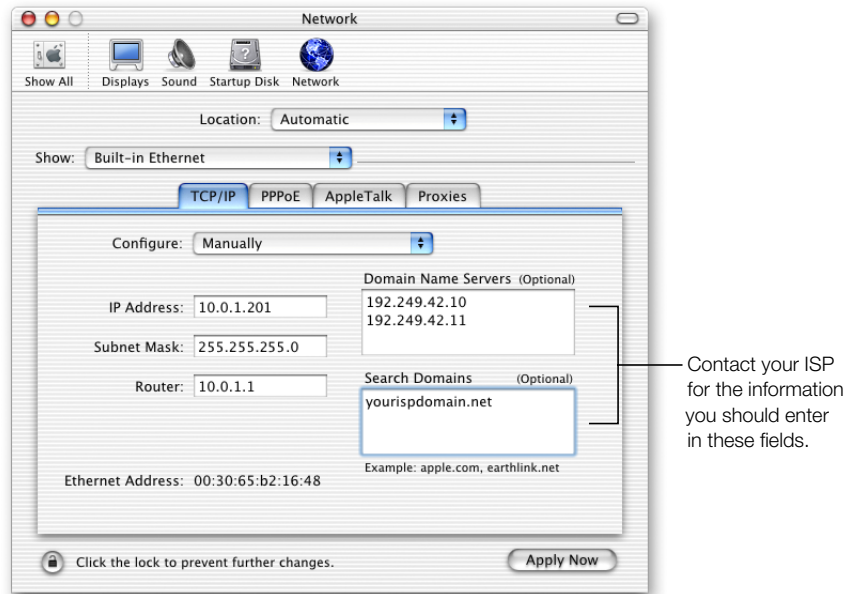 Network
Show All Displays Sound Startup Disk Network
Location: Automatic
Show: Built-in Ethernet
TCP/IP PPPoE AppleTalk Proxies
Configure: Manually
Domain Name Servers (Optional)
IP Address: 10.0.1.201
192.249.42.10
192.249.42.11
Subnet Mask: 255.255.255.0
Router: 10.0.1.1
Search Domains (Optional)
yourispdomain.net
Example: apple.com, earthlink.net
Ethernet Address: 00:30:65:b2:16:48
Click the lock to prevent further changes.
Apply Now
Contact your ISP
for the information
you should enter
in these fields.